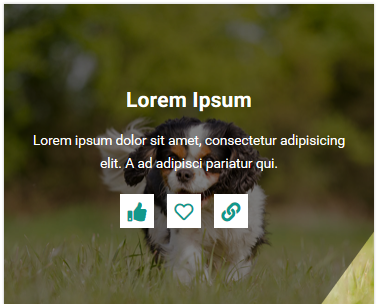 Lorem Ipsum
Lorem ipsum dolor sit amet, consectetur adipisicing
elit. A ad adipisci pariatur qui.